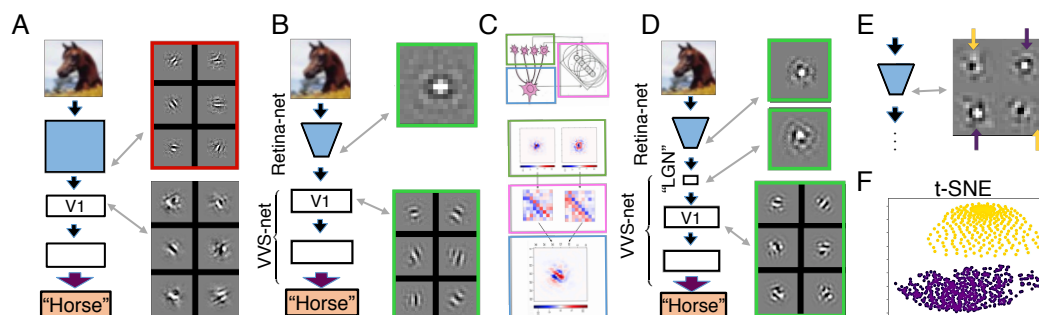 A
V1
"Horse"
B
Retina-net
VVS-net
V1
"Horse"
C
D
Retina-net
VVS-net
"LGN"
V1
"Horse"
E
F
t-SNE